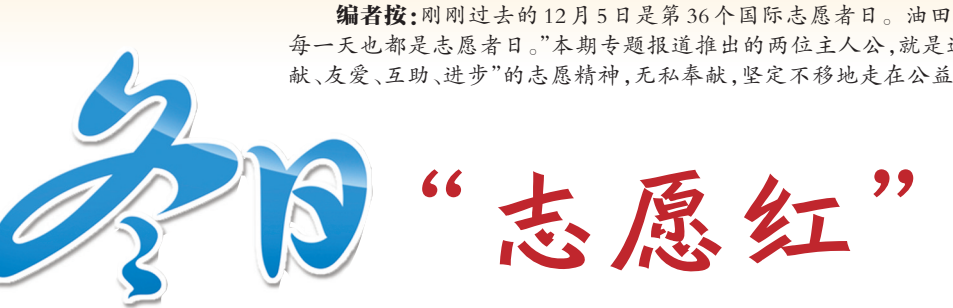 编者按:刚刚过去的12月5日是第36个国际志愿者日。油田
每一天也都是志愿者日。”本期专题报道推出的两位主人公,就是
献、友爱、互助、进步”的志愿精神,无私奉献,坚定不移地走在公益
冬日“志愿红”